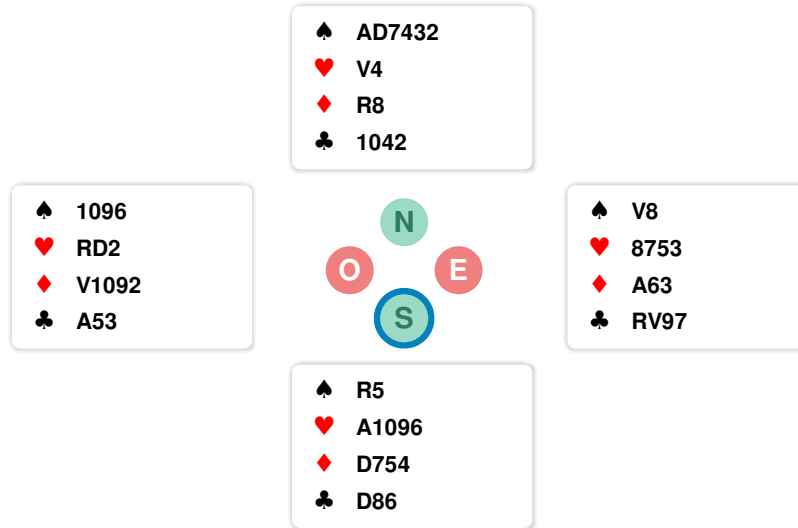 ♠ AD7432
♥ V4
♦ R8
♣ 1042
♠ 1096
♥ RD2
♦ V1092
♣ A53
N
O E
S
♠ V8
♥ 8753
♦ A63
♣ RV97
♠ R5
♥ A1096
♦ D754
♣ D86